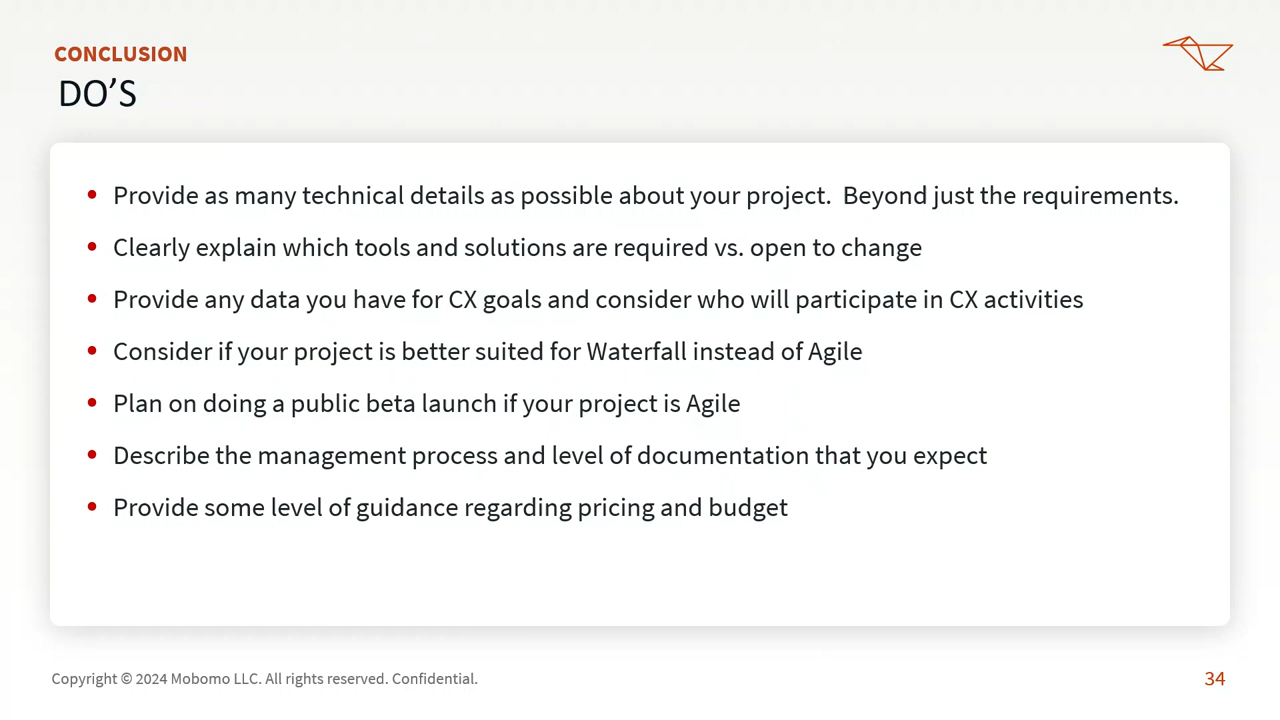 CONCLUSION
DO’S
• Provide as many technical details as possible about your project.  Beyond just the requirements.
• Clearly explain which tools and solutions are required vs. open to change
• Provide any data you have for CX goals and consider who will participate in CX activities
• Consider if your project is better suited for Waterfall instead of Agile
• Plan on doing a public beta launch if your project is Agile
• Describe the management process and level of documentation that you expect
• Provide some level of guidance regarding pricing and budget
Copyright © 2024 Mobomo LLC. All rights reserved. Confidential.
34